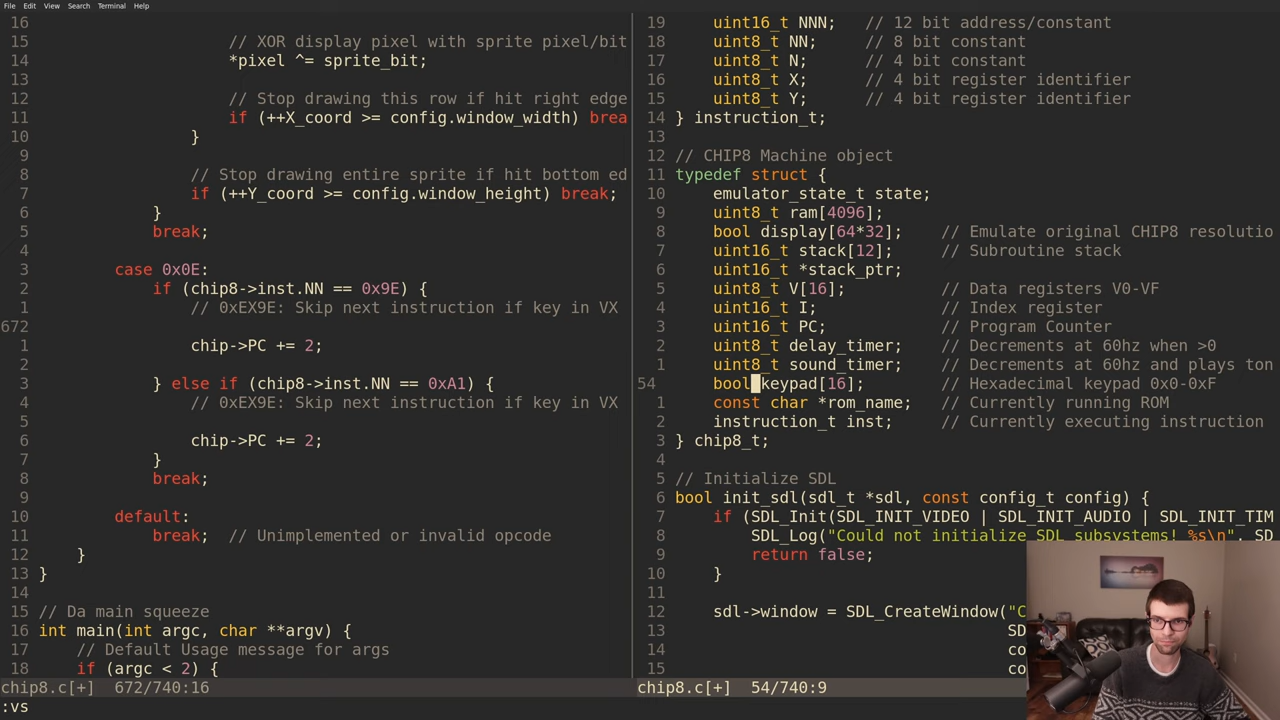 File Edit View Search Terminal Help
16
15 // XOR display pixel with sprite pixel/bit
14 *pixel ^= sprite_bit;
13
12 // Stop drawing this row if hit right edge
11 if (++X_coord >= config.window_width) brea
10 }
9
8 // Stop drawing entire sprite if hit bottom ed
7 if (++Y_coord >= config.window_height) break;
6 }
5 break;
4
3 case 0x0E:
2 if (chip8->inst.NN == 0x9E) {
1 // 0xEX9E: Skip next instruction if key in VX
672
1 chip->PC += 2;
2
3 } else if (chip8->inst.NN == 0xA1) {
4 // 0xEX9E: Skip next instruction if key in VX
5
6 chip->PC += 2;
7 }
8 break;
9
10 default:
11 break; // Unimplemented or invalid opcode
12 }
13 }
14
15 // Da main squeeze
16 int main(int argc, char **argv) {
17 // Default Usage message for args
18 if (argc < 2) {
chip8.c[+] 672/740:16
:vs
19 uint16_t NNN; // 12 bit address/constant
18 uint8_t NN; // 8 bit constant
17 uint8_t N; // 4 bit constant
16 uint8_t X; // 4 bit register identifier
15 uint8_t Y; // 4 bit register identifier
14 } instruction_t;
13
12 // CHIP8 Machine object
11 typedef struct {
10 emulator_state_t state;
9 uint8_t ram[4096];
8 bool display[64*32]; // Emulate original CHIP8 resolutio
7 uint16_t stack[12]; // Subroutine stack
6 uint16_t *stack_ptr;
5 uint8_t V[16]; // Data registers V0-VF
4 uint16_t I; // Index register
3 uint16_t PC; // Program Counter
2 uint8_t delay_timer; // Decrements at 60hz when >0
1 uint8_t sound_timer; // Decrements at 60hz and plays ton
54 bool keypad[16]; // Hexadecimal keypad 0x0-0xF
1 const char *rom_name; // Currently running ROM
2 instruction_t inst; // Currently executing instruction
3 } chip8_t;
4
5 // Initialize SDL
6 bool init_sdl(sdl_t *sdl, const config_t config) {
7 if (SDL_Init(SDL_INIT_VIDEO | SDL_INIT_AUDIO | SDL_INIT_TIM
8 SDL_Log("Could not initialize SDL subsystems! %s\n", SD
9 return false;
10 }
11
12 sdl->window = SDL_CreateWindow("C
13 SD
14 co
15 co
chip8.c[+] 54/740:9